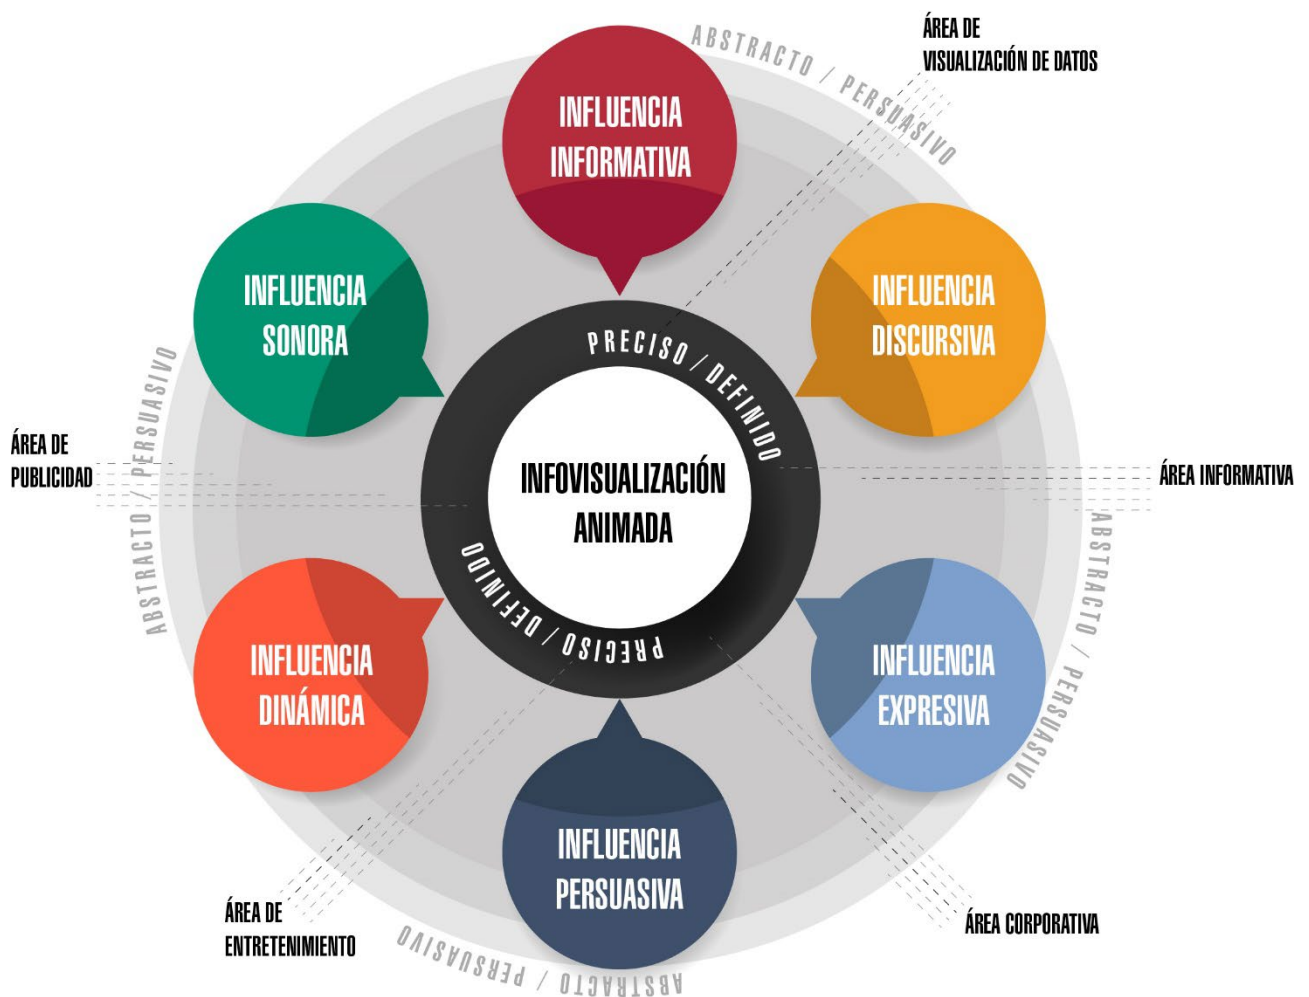 ÁREA DE
VISUALIZACIÓN DE DATOS
ABSTRACTO / PERSUASIVO
INFLUENCIA
INFORMATIVA
INFLUENCIA
SONORA
INFLUENCIA
DISCURSIVA
PRECISO / DEFINIDO
ABSTRACTO / PERSUASIVO
ÁREA DE
PUBLICIDAD
INFOVISUALIZACIÓN
ANIMADA
ÁREA INFORMATIVA
ABSTRACTO / PERSUASIVO
PRECISO / DEFINIDO
INFLUENCIA
DINÁMICA
INFLUENCIA
EXPRESIVA
INFLUENCIA
PERSUASIVA
ÁREA DE
ENTRETENIMIENTO
ÁREA CORPORATIVA
ABSTRACTO / PERSUASIVO